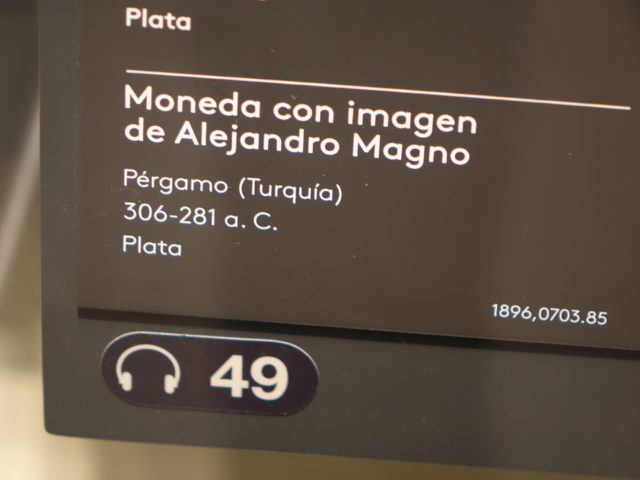 Plata
Moneda con imagen
de Alejandro Magno
Pérgamo (Turquía)
306-281 a. C.
Plata
1896,0703.85
49